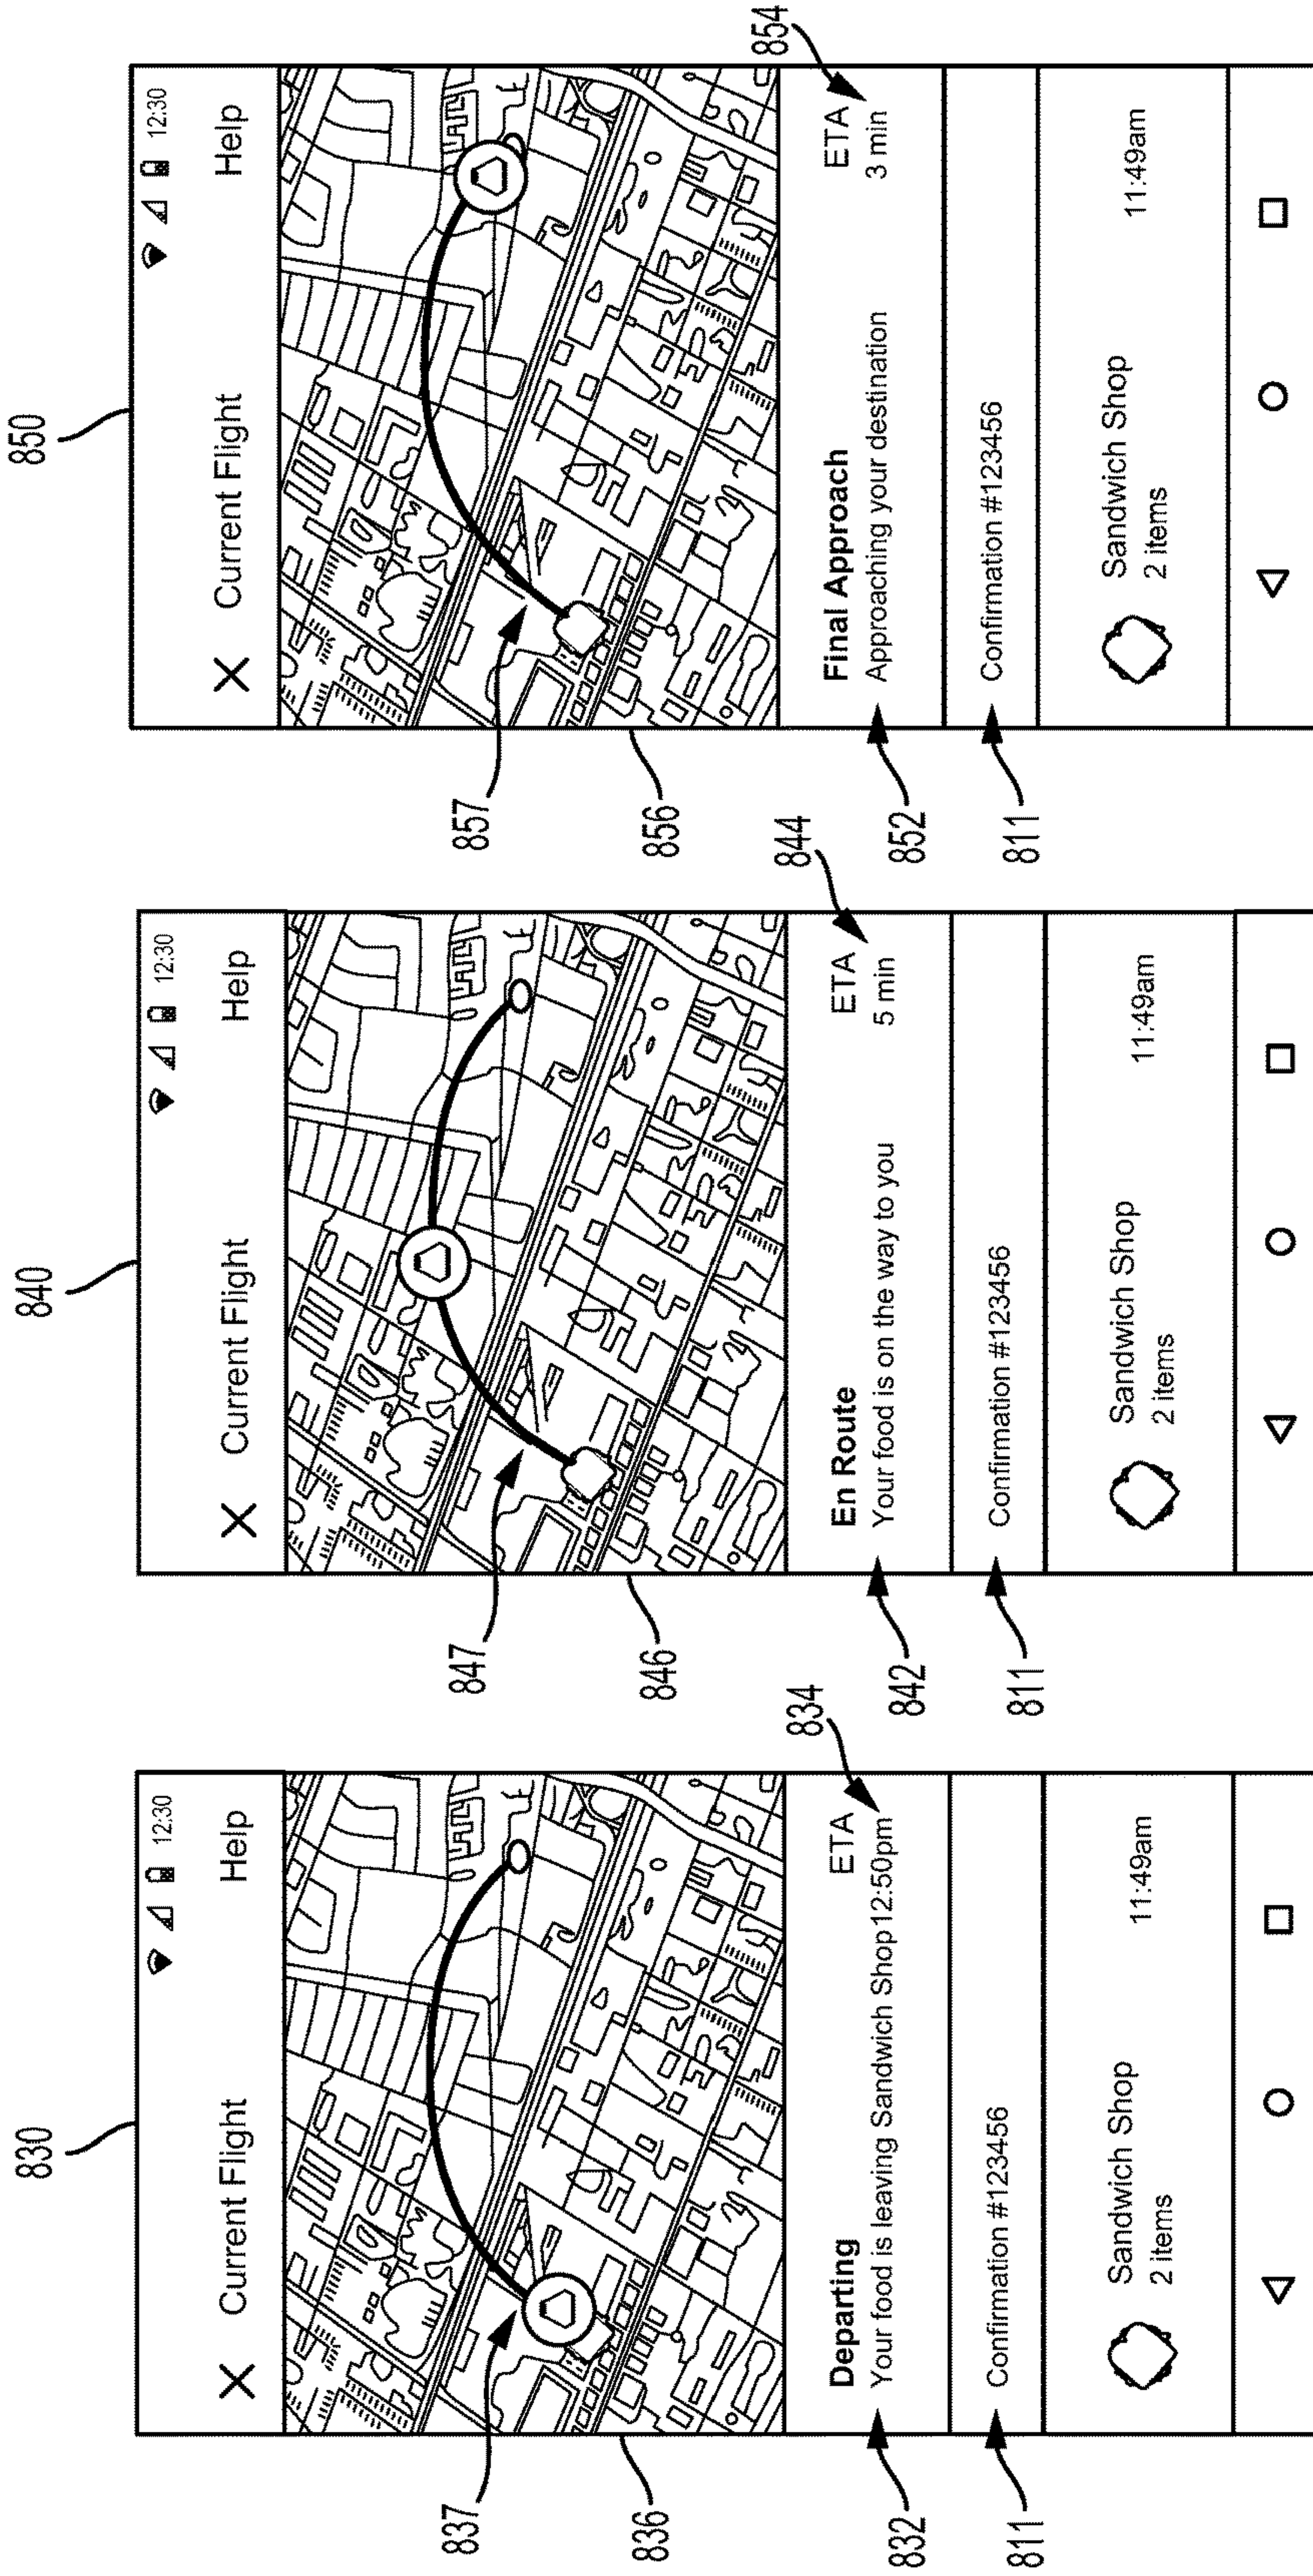 830
12:30
Current Flight
Help
837
836
Departing
ETA
Your food is leaving Sandwich Shop 12:50pm
834
832
Confirmation #123456
811
Sandwich Shop
11:49am
2 items
840
12:30
Current Flight
Help
847
846
En Route
ETA
Your food is on the way to you
5 min
844
842
Confirmation #123456
811
Sandwich Shop
11:49am
2 items
850
12:30
Current Flight
Help
857
856
Final Approach
ETA
Approaching your destination
3 min
854
852
Confirmation #123456
811
Sandwich Shop
11:49am
2 items